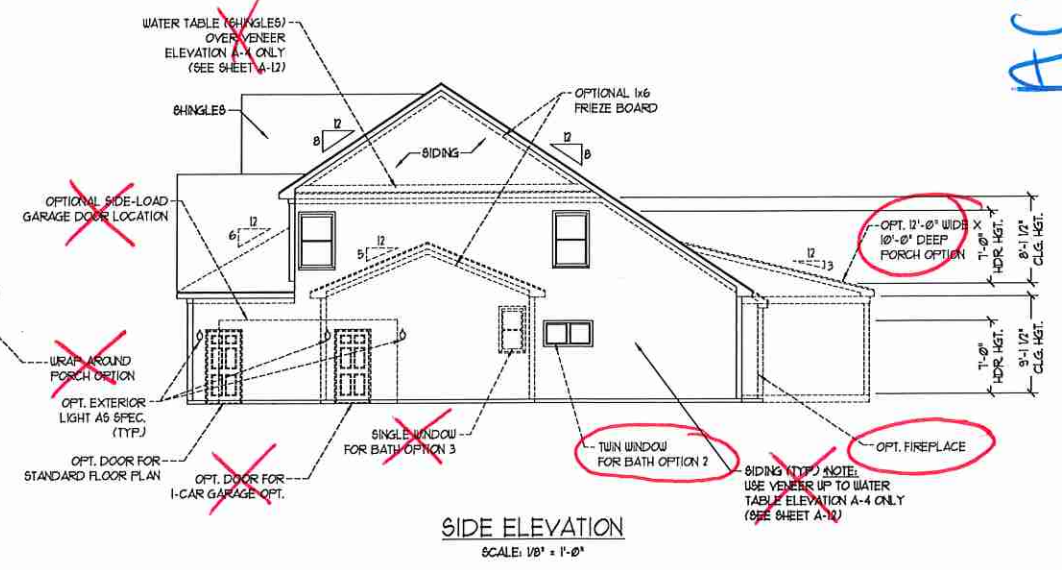 WATER TABLE (SHINGLES)
OVER VENEER
ELEVATION A-4 ONLY
(SEE SHEET A-12)
AC
OPTIONAL 1x6
FRIEZE BOARD
SHINGLES
12
8
SIDING
12
8
OPTIONAL SIDE-LOAD
GARAGE DOOR LOCATION
12
6
12
5
OPT. 12'-0" WIDE X
10'-0" DEEP
PORCH OPTION
12
3
7'-0"
HDR. HGT.
8'-1 1/2"
CLG. HGT.
7'-0"
HDR. HGT.
9'-1 1/2"
CLG. HGT.
WRAP AROUND
PORCH OPTION
OPT. EXTERIOR
LIGHT AS SPEC.
(TYP.)
OPT. DOOR FOR
STANDARD FLOOR PLAN
OPT. DOOR FOR
1-CAR GARAGE OPT.
SINGLE WINDOW
FOR BATH OPTION 3
TWIN WINDOW
FOR BATH OPTION 2
SIDING (TYP.) NOTE:
USE VENEER UP TO WATER
TABLE ELEVATION A-4 ONLY
(SEE SHEET A-12)
OPT. FIREPLACE
SIDE ELEVATION
SCALE: 1/8" = 1'-0"